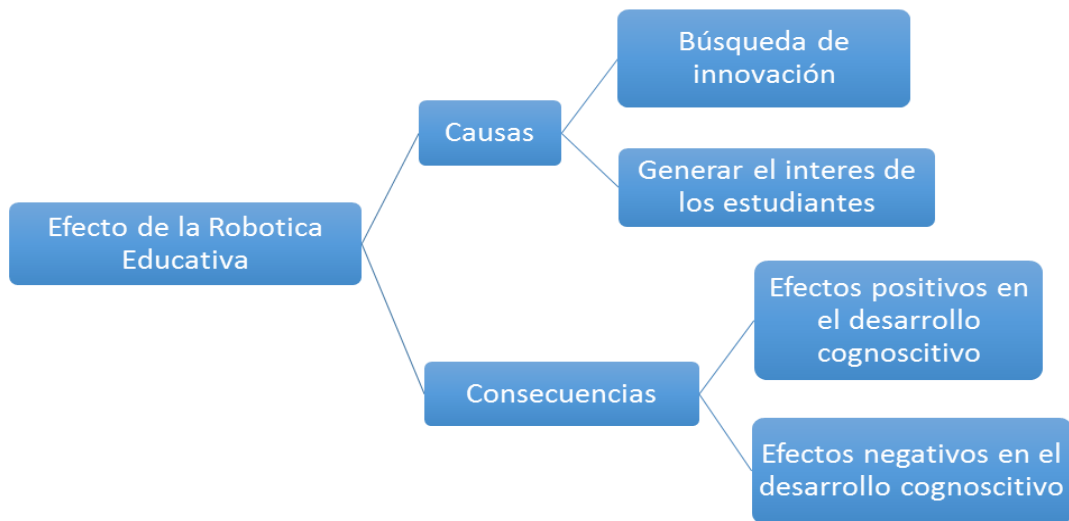 Búsqueda de
innovación
Causas
Generar el interes de
los estudiantes
Efecto de la Robotica
Educativa
Efectos positivos en
el desarrollo
cognoscitivo
Consecuencias
Efectos negativos en el
desarrollo cognoscitivo